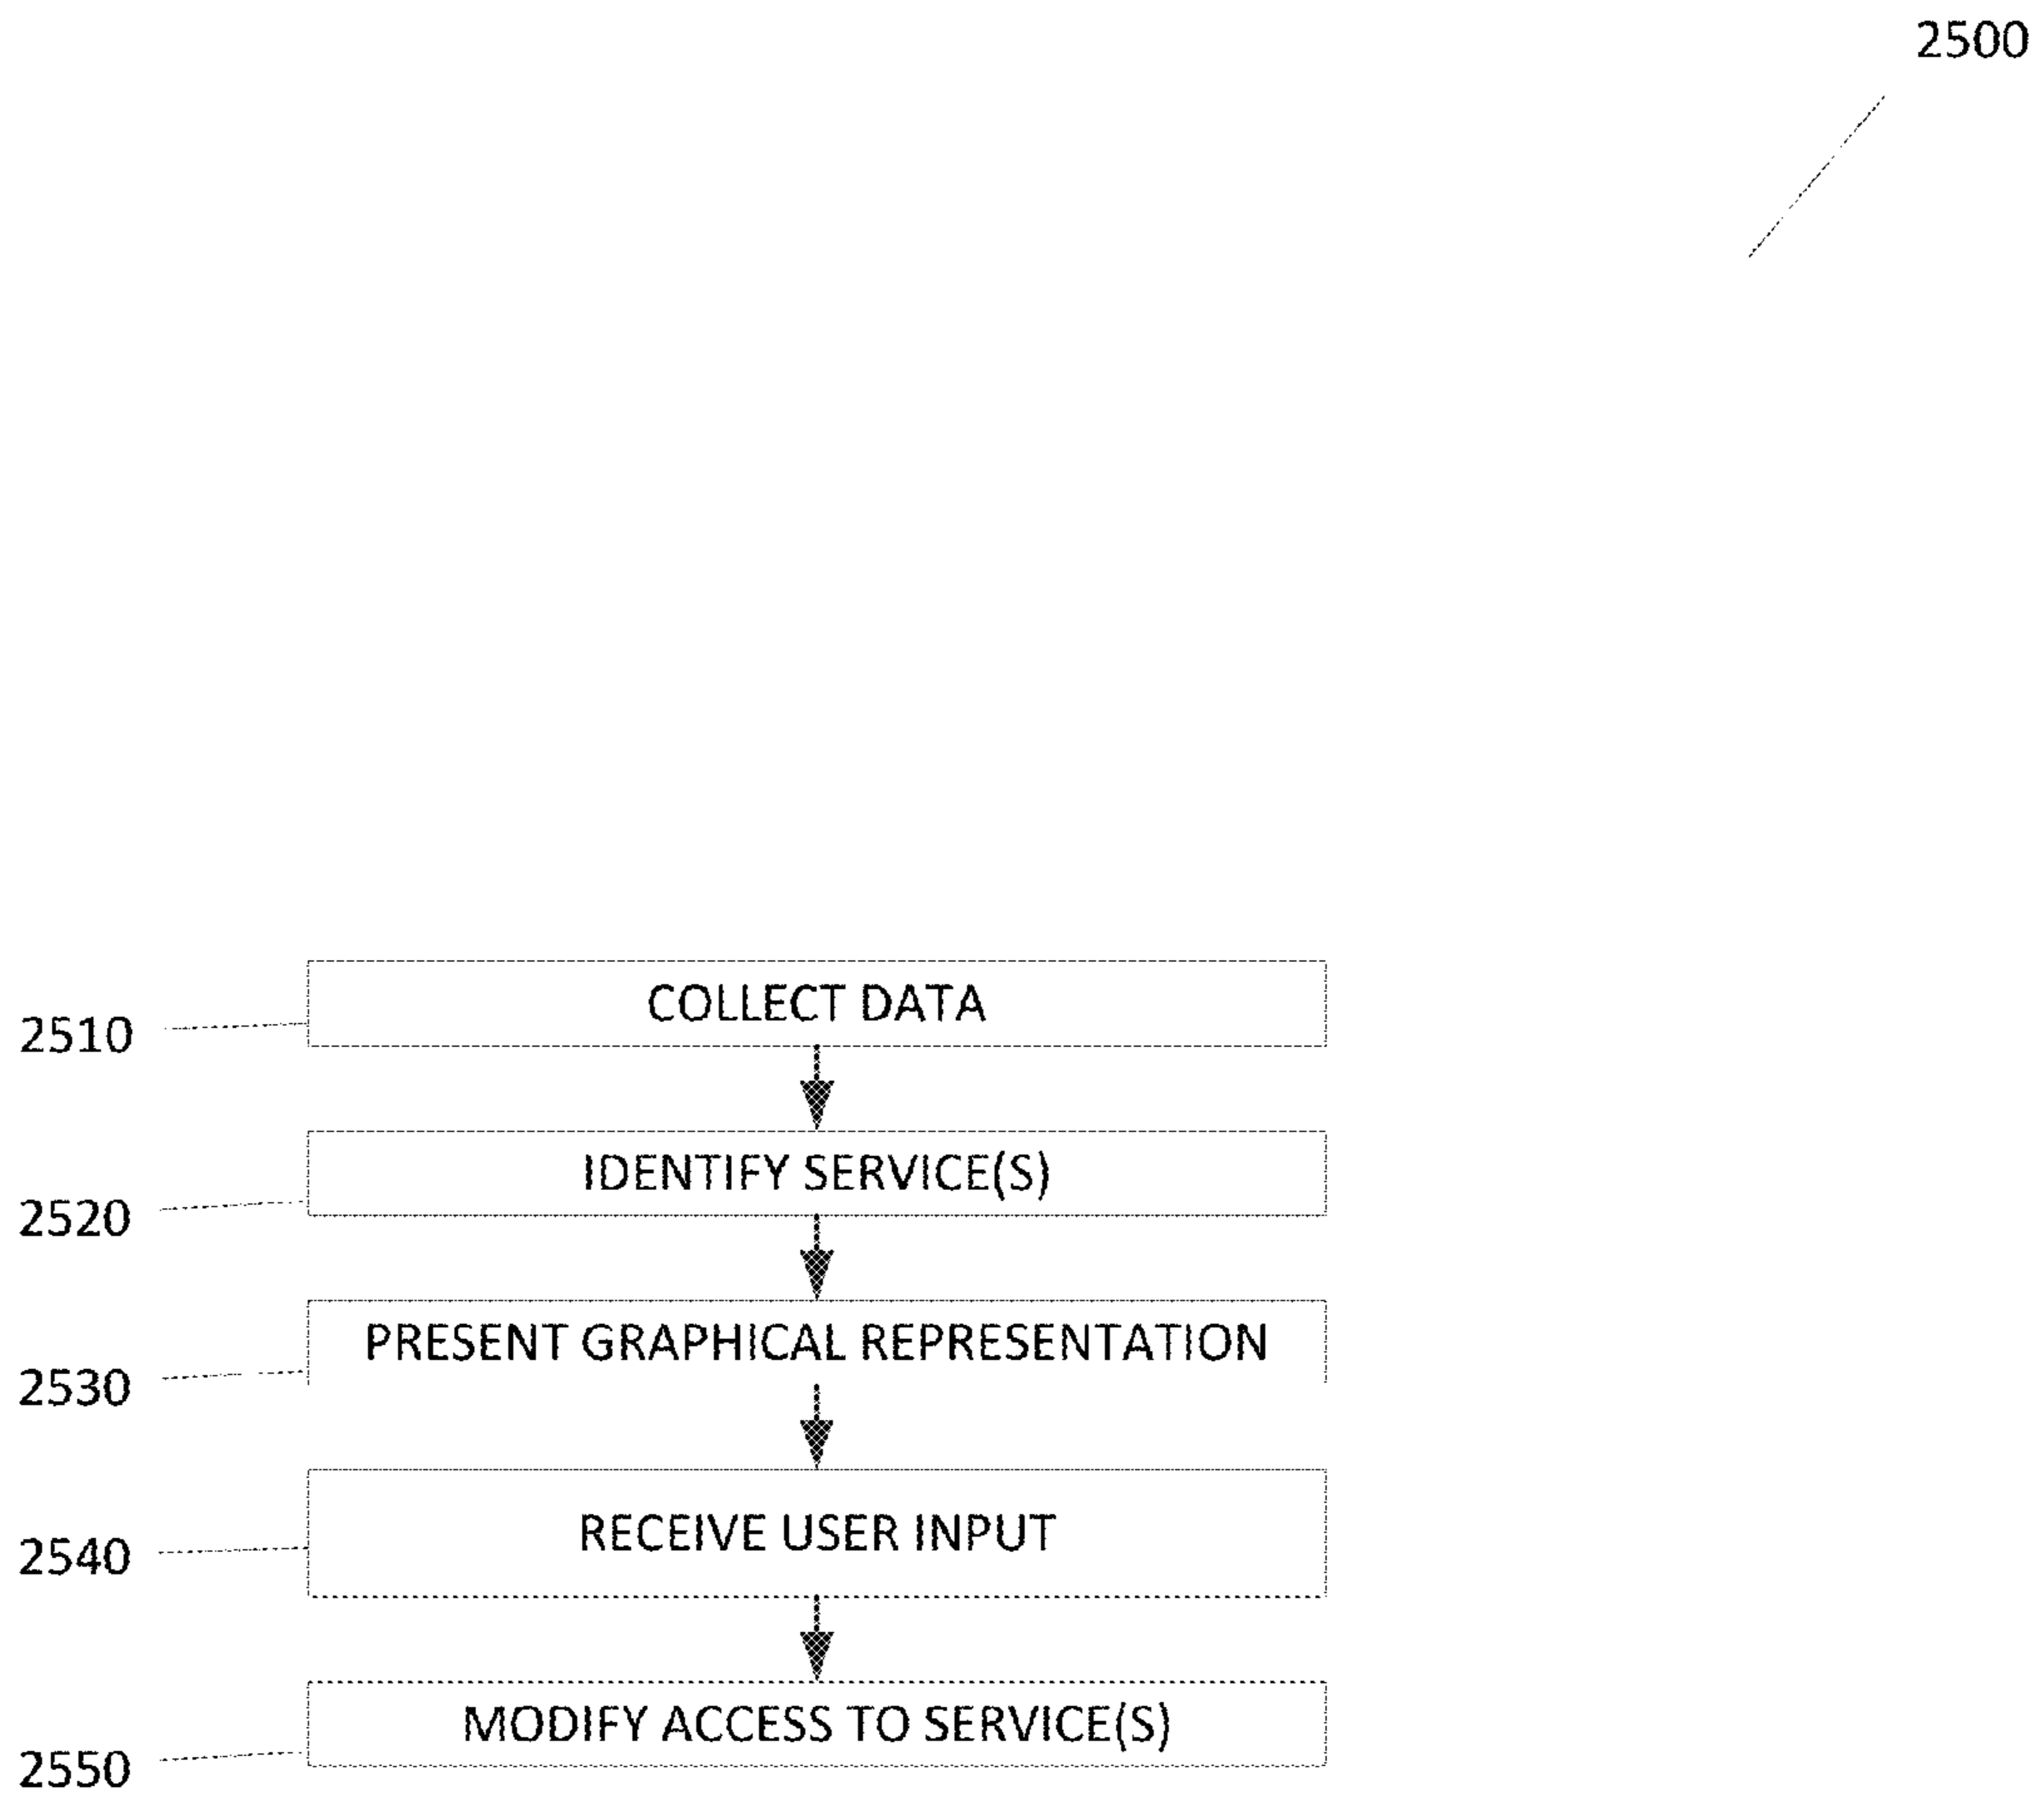 2500
COLLECT DATA
2510
IDENTIFY SERVICE(S)
2520
PRESENT GRAPHICAL REPRESENTATION
2530
RECEIVE USER INPUT
2540
MODIFY ACCESS TO SERVICE(S)
2550